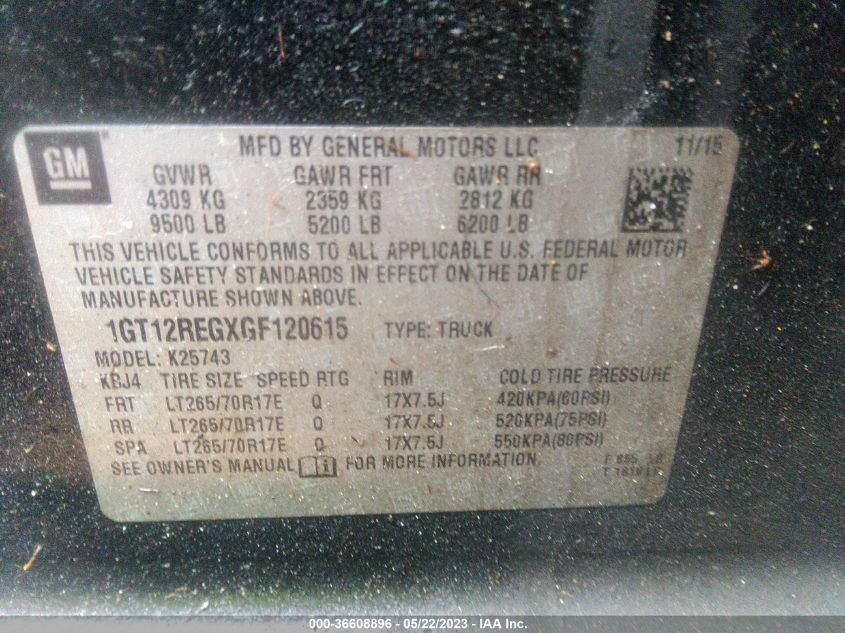 GM
MFD BY GENERAL MOTORS LLC 11/15
GVWR GAWR FRT GAWR RR
4309 KG 2359 KG 2812 KG
9500 LB 5200 LB 6200 LB
THIS VEHICLE CONFORMS TO ALL APPLICABLE U.S. FEDERAL MOTOR
VEHICLE SAFETY STANDARDS IN EFFECT ON THE DATE OF
MANUFACTURE SHOWN ABOVE.
1GT12REGXGF120615 TYPE: TRUCK
MODEL: K25743
KBJ4 TIRE SIZE SPEED RTG RIM COLD TIRE PRESSURE
FRT LT265/70R17E Q 17X7.5J 420KPA(60PSI)
RR LT265/70R17E Q 17X7.5J 520KPA(75PSI)
SPA LT265/70R17E Q 17X7.5J 550KPA(80PSI)
SEE OWNER'S MANUAL FOR MORE INFORMATION.
000-36608896 - 05/22/2023 - IAA Inc.